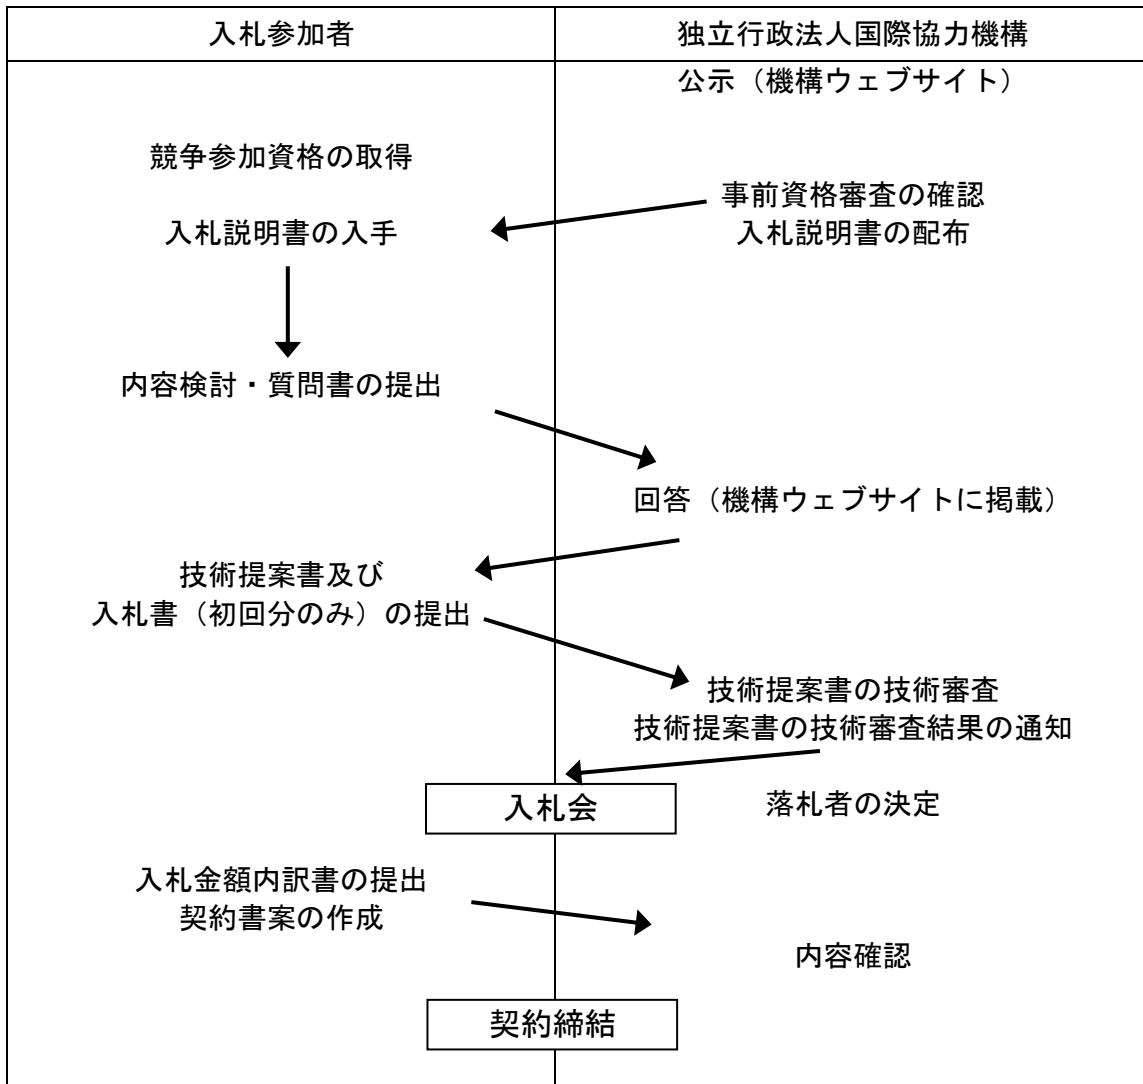 入札参加者
独立行政法人国際協力機構
公示（機構ウェブサイト）
競争参加資格の取得
事前資格審査の確認
入札説明書の入手
入札説明書の配布
内容検討・質問書の提出
回答（機構ウェブサイトに掲載）
技術提案書及び
入札書（初回分のみ）の提出
技術提案書の技術審査
技術提案書の技術審査結果の通知
入札会
落札者の決定
入札金額内訳書の提出
契約書案の作成
内容確認
契約締結